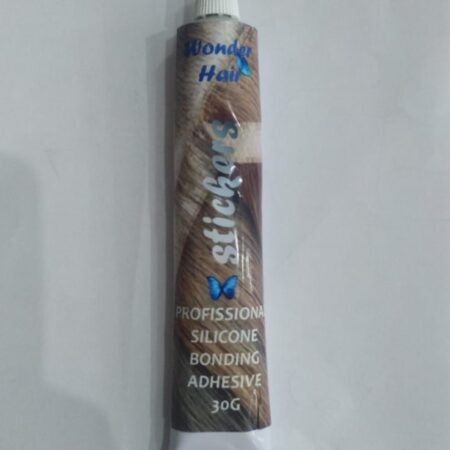 Wonder
Hair
stickers
PROFISSIONA
SILICONE
BONDING
ADHESIVE
30G